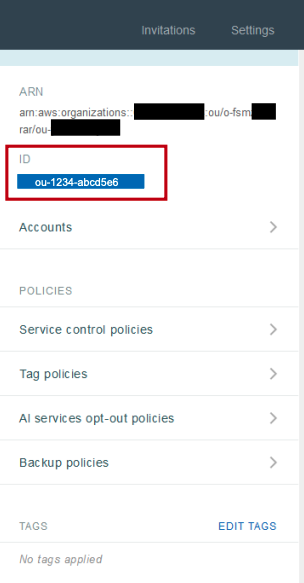 Invitations Settings
ARN
arn:aws:organizations:: :ou/o-fsm
rar/ou-
ID
ou-1234-abcd5e6
Accounts
POLICIES
Service control policies
Tag policies
AI services opt-out policies
Backup policies
TAGS EDIT TAGS
No tags applied